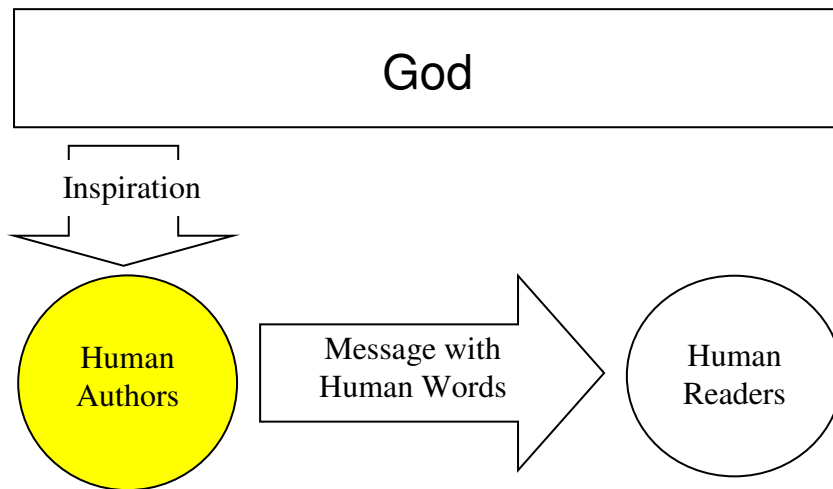 God
Inspiration
Human
Authors
Message with
Human Words
Human
Readers